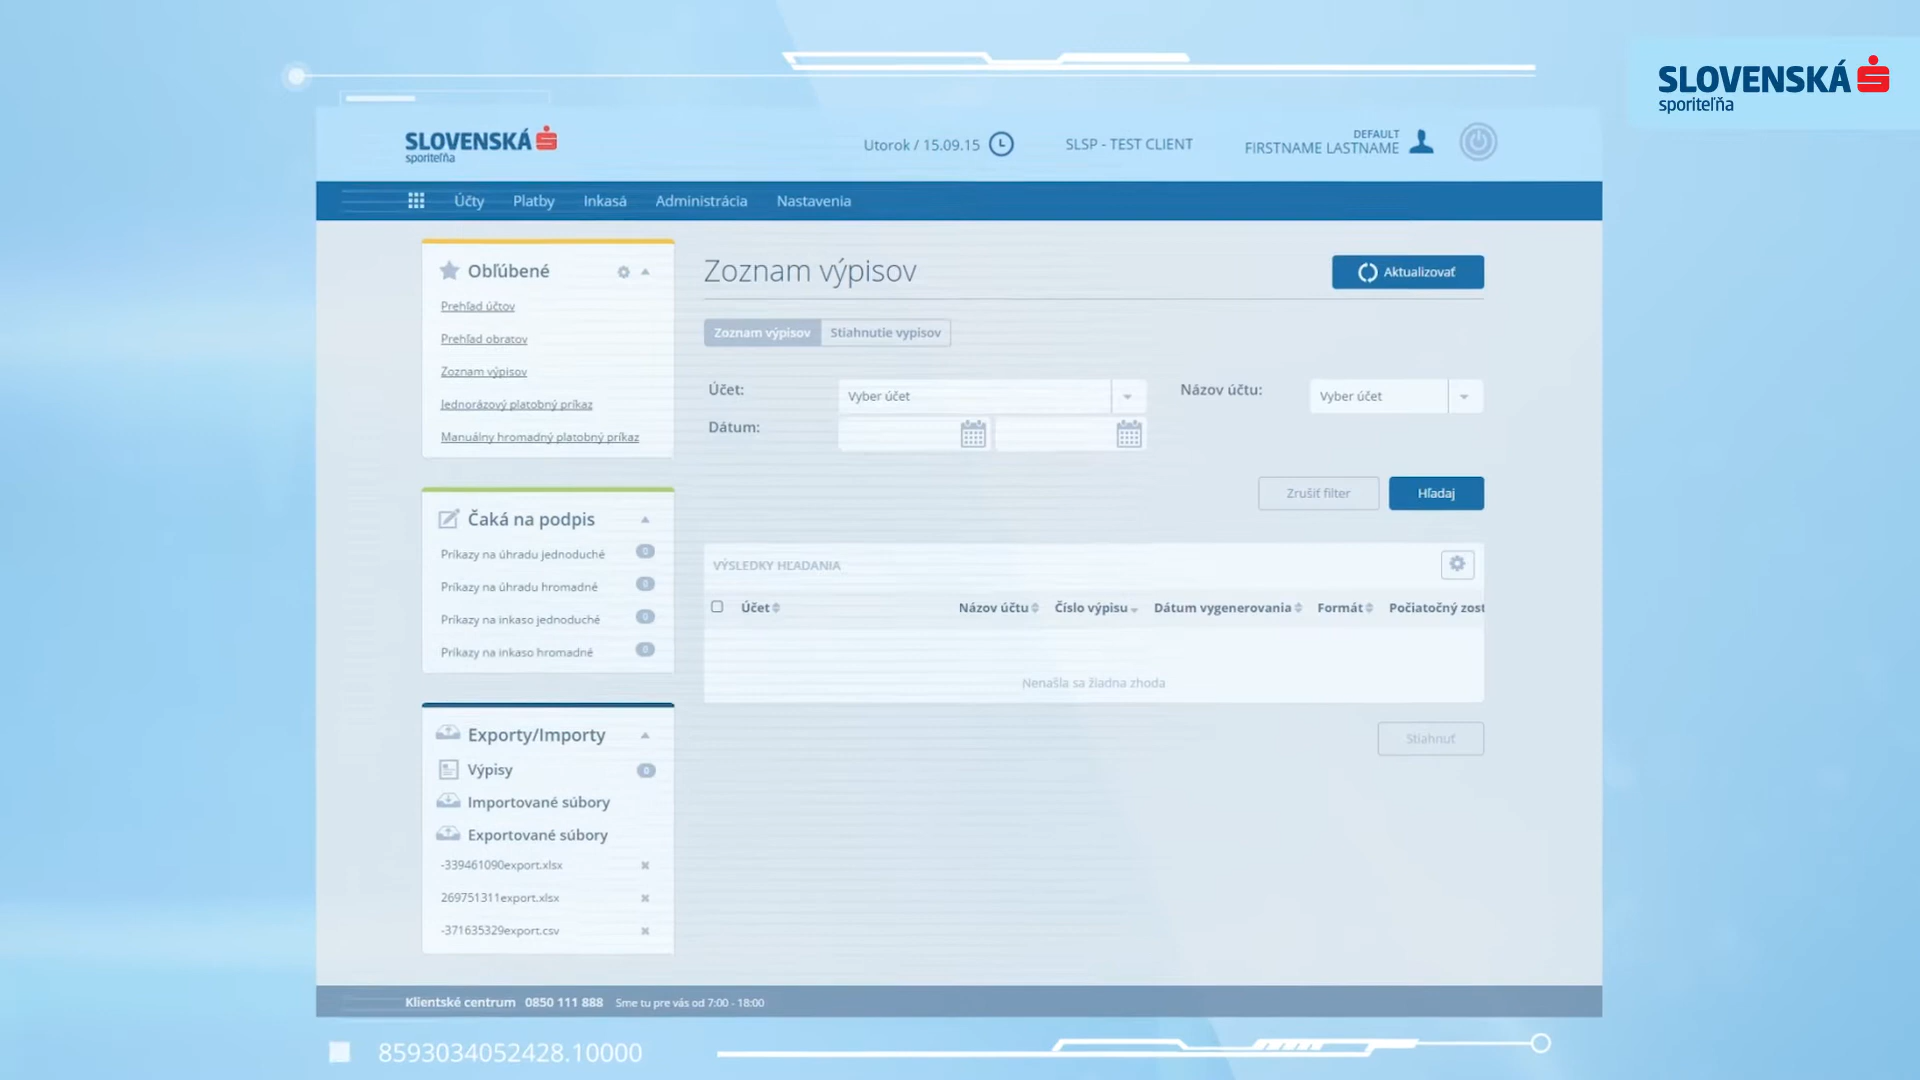 SLOVENSKÁ
sporiteľňa
SLOVENSKÁ
sporiteľňa
Utorok / 15.09.15
SLSP - TEST CLIENT
DEFAULT
FIRSTNAME LASTNAME
Účty Platby Inkasá Administrácia Nastavenia
Obľúbené
Prehľad účtov
Prehľad obratov
Zoznam výpisov
Jednorázový platobný príkaz
Manuálny hromadný platobný príkaz
Čaká na podpis
Príkazy na úhradu jednoduché 0
Príkazy na úhradu hromadné 0
Príkazy na inkaso jednoduché 0
Príkazy na inkaso hromadné 0
Exporty/Importy
Výpisy 0
Importované súbory
Exportované súbory
-339461090export.xlsx
269751311export.xlsx
-371635329export.csv
Zoznam výpisov
Aktualizovať
Zoznam výpisov Stiahnutie vypisov
Účet: Vyber účet Názov účtu: Vyber účet
Dátum:
Zrušiť filter Hľadaj
VÝSLEDKY HĽADANIA
Účet Názov účtu Číslo výpisu Dátum vygenerovania Formát Počiatočný zost
Nenašla sa žiadna zhoda
Stiahnuť
Klientské centrum 0850 111 888 Sme tu pre vás od 7:00 - 18:00
8593034052428.10000